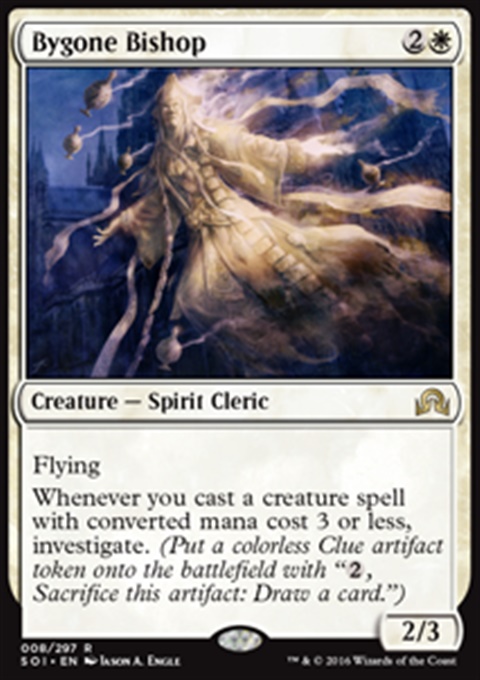 Bygone Bishop 2
Creature — Spirit Cleric
Flying
Whenever you cast a creature spell
with converted mana cost 3 or less,
investigate. (Put a colorless Clue artifact
token onto the battlefield with “2,
Sacrifice this artifact: Draw a card.”)
2/3
008/297 R
SOI • EN Jason A. Engle
™ & © 2016 Wizards of the Coast